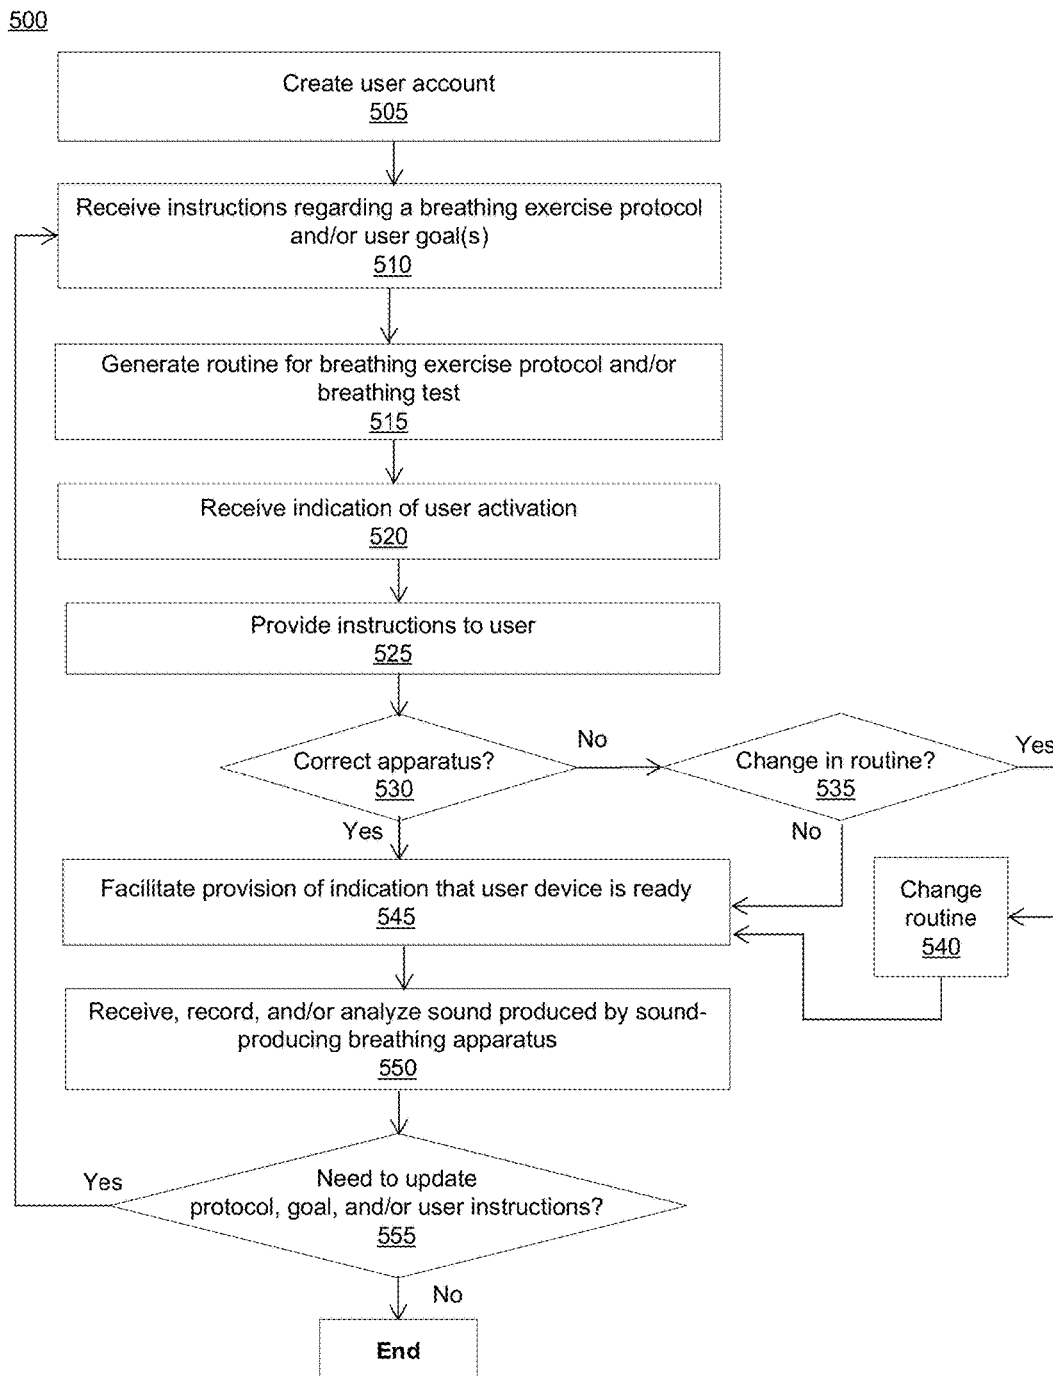 500
Create user account
505
Receive instructions regarding a breathing exercise protocol
and/or user goal(s)
510
Generate routine for breathing exercise protocol and/or
breathing test
515
Receive indication of user activation
520
Provide instructions to user
525
Correct apparatus?
530
No
Change in routine?
535
Yes
Yes
No
Change
routine
540
Facilitate provision of indication that user device is ready
545
Receive, record, and/or analyze sound produced by sound-
producing breathing apparatus
550
Need to update
protocol, goal, and/or user instructions?
555
Yes
No
End